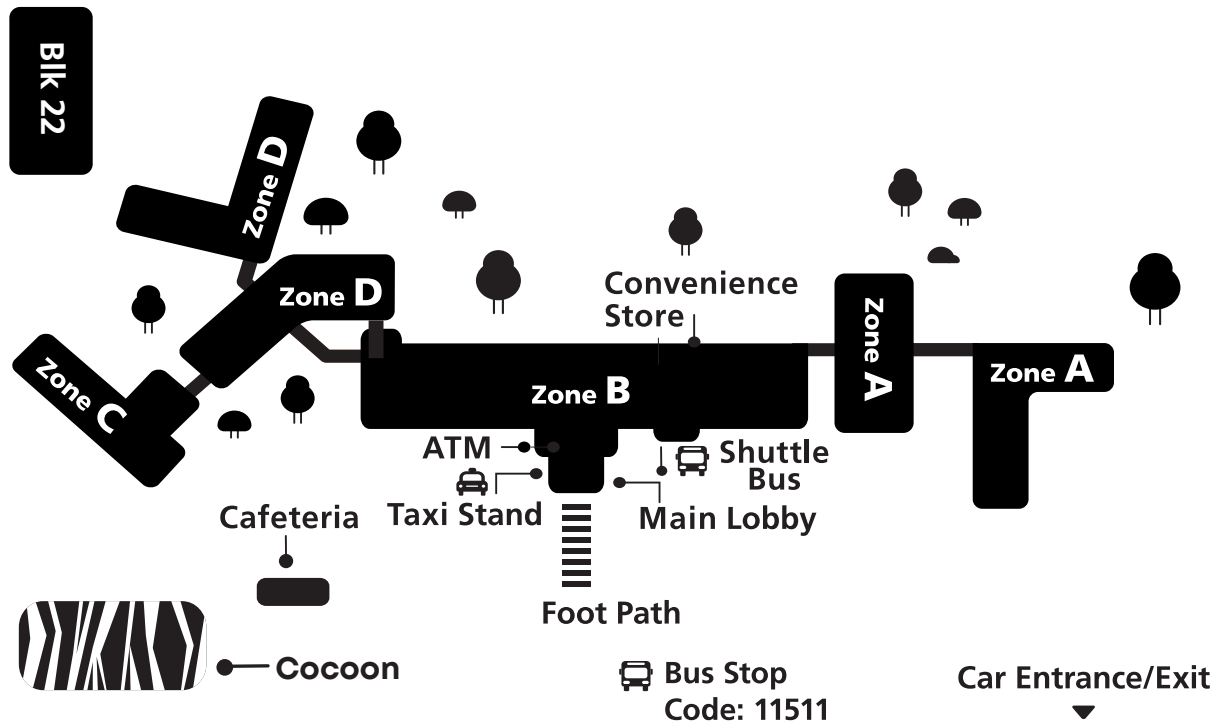 Blk 22
Zone D
Zone D
Convenience
Store
Zone A
Zone A
Zone C
Zone B
ATM
Shuttle
Bus
Taxi Stand
Main Lobby
Cafeteria
Foot Path
Cocoon
Bus Stop
Code: 11511
Car Entrance/Exit